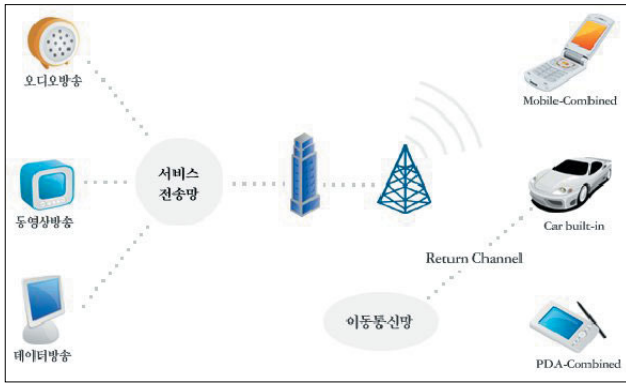 오디오방송
Mobile-Combined
서비스
전송망
동영상방송
Car built-in
Return Channel
이동통신망
데이터방송
PDA-Combined